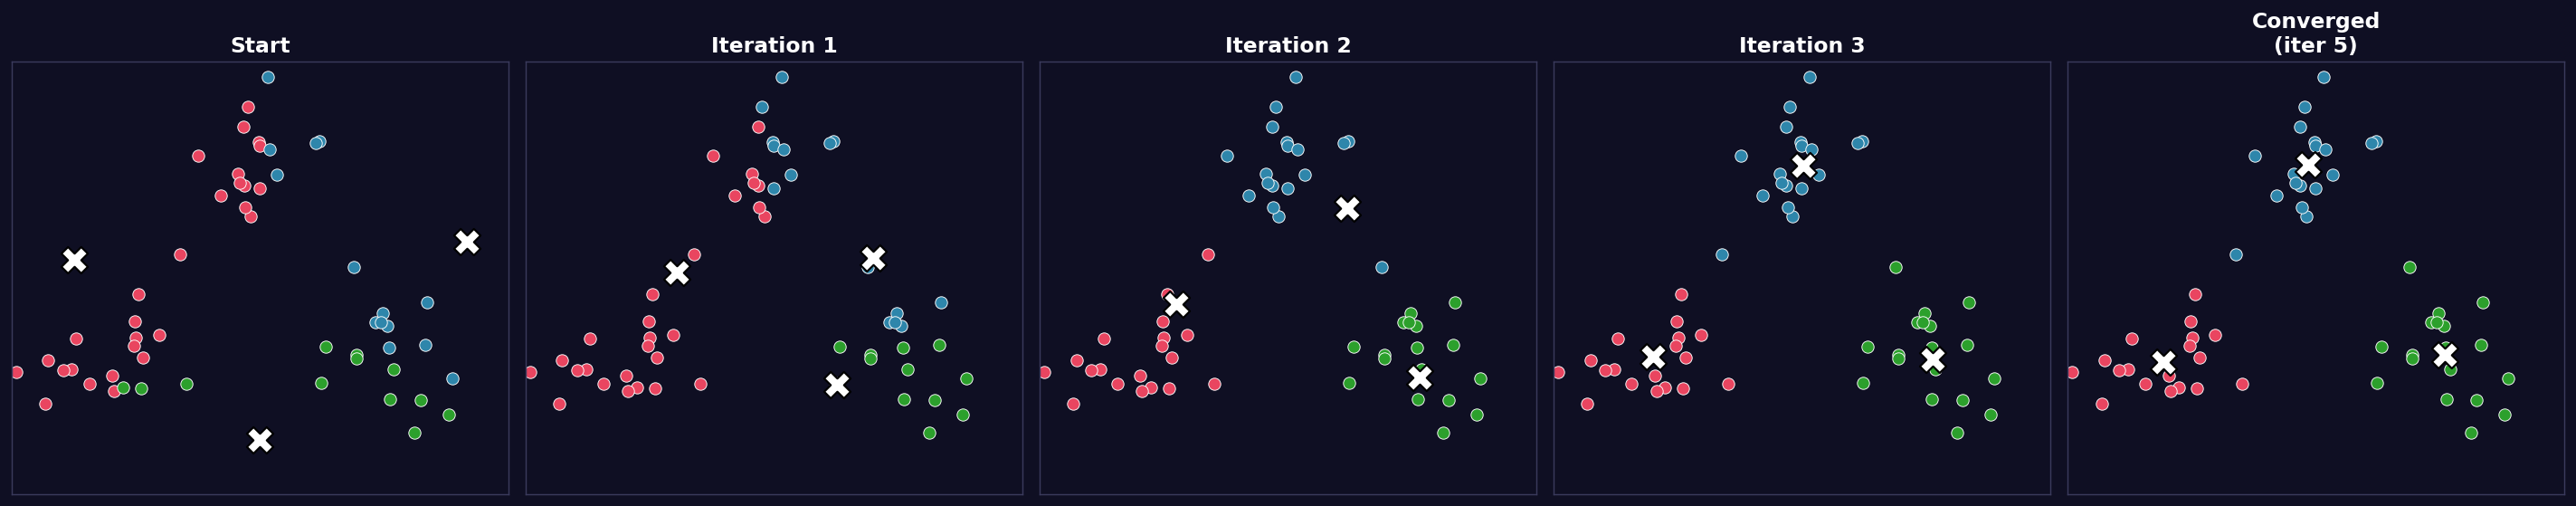 Start
Iteration 1
Iteration 2
Iteration 3
Converged
(iter 5)